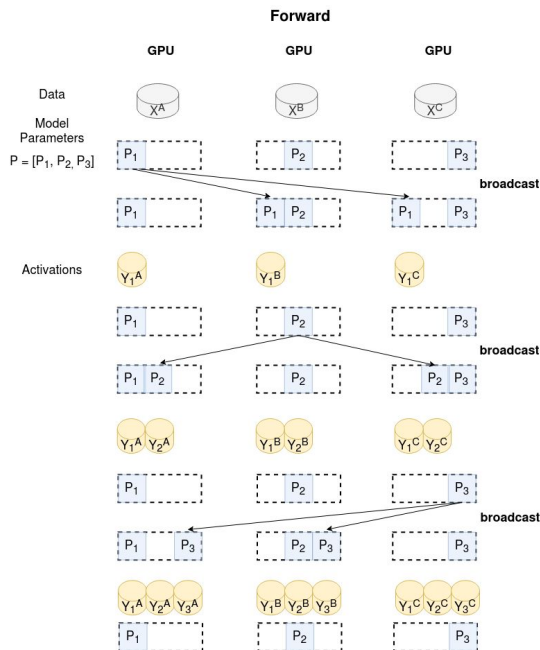 Forward
GPU GPU GPU
Data
Xᴬ Xᴮ Xᶜ
Model
Parameters
P = [P₁, P₂, P₃]
P₁ P₂ P₃
broadcast
P₁ P₁ P₂ P₁ P₃
Activations
Y₁ᴬ Y₁ᴮ Y₁ᶜ
P₁ P₂ P₃
broadcast
P₁ P₂ P₂ P₂ P₃
Y₁ᴬ Y₂ᴬ Y₁ᴮ Y₂ᴮ Y₁ᶜ Y₂ᶜ
P₁ P₂ P₃
broadcast
P₁ P₃ P₂ P₃ P₃
Y₁ᴬ Y₂ᴬ Y₃ᴬ Y₁ᴮ Y₂ᴮ Y₃ᴮ Y₁ᶜ Y₂ᶜ Y₃ᶜ
P₁ P₂ P₃